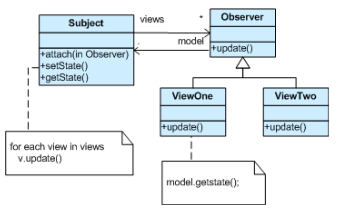 Subject
views
*
Observer
model
+attach(in Observer)
+setState()
+getState()
+update()
ViewOne
ViewTwo
+update()
+update()
for each view in views
v.update()
model.getstate();